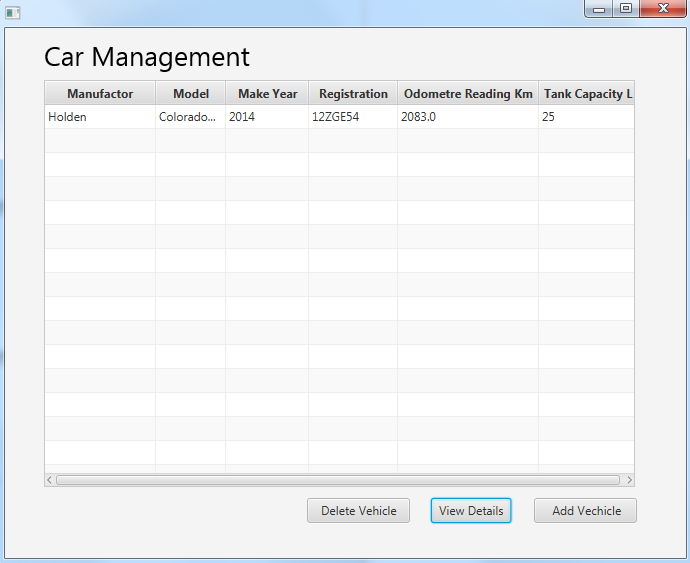 Car Management
Manufactor Model Make Year Registration Odometre Reading Km Tank Capacity L
Holden Colorado... 2014 12ZGE54 2083.0 25
Delete Vehicle View Details Add Vechicle